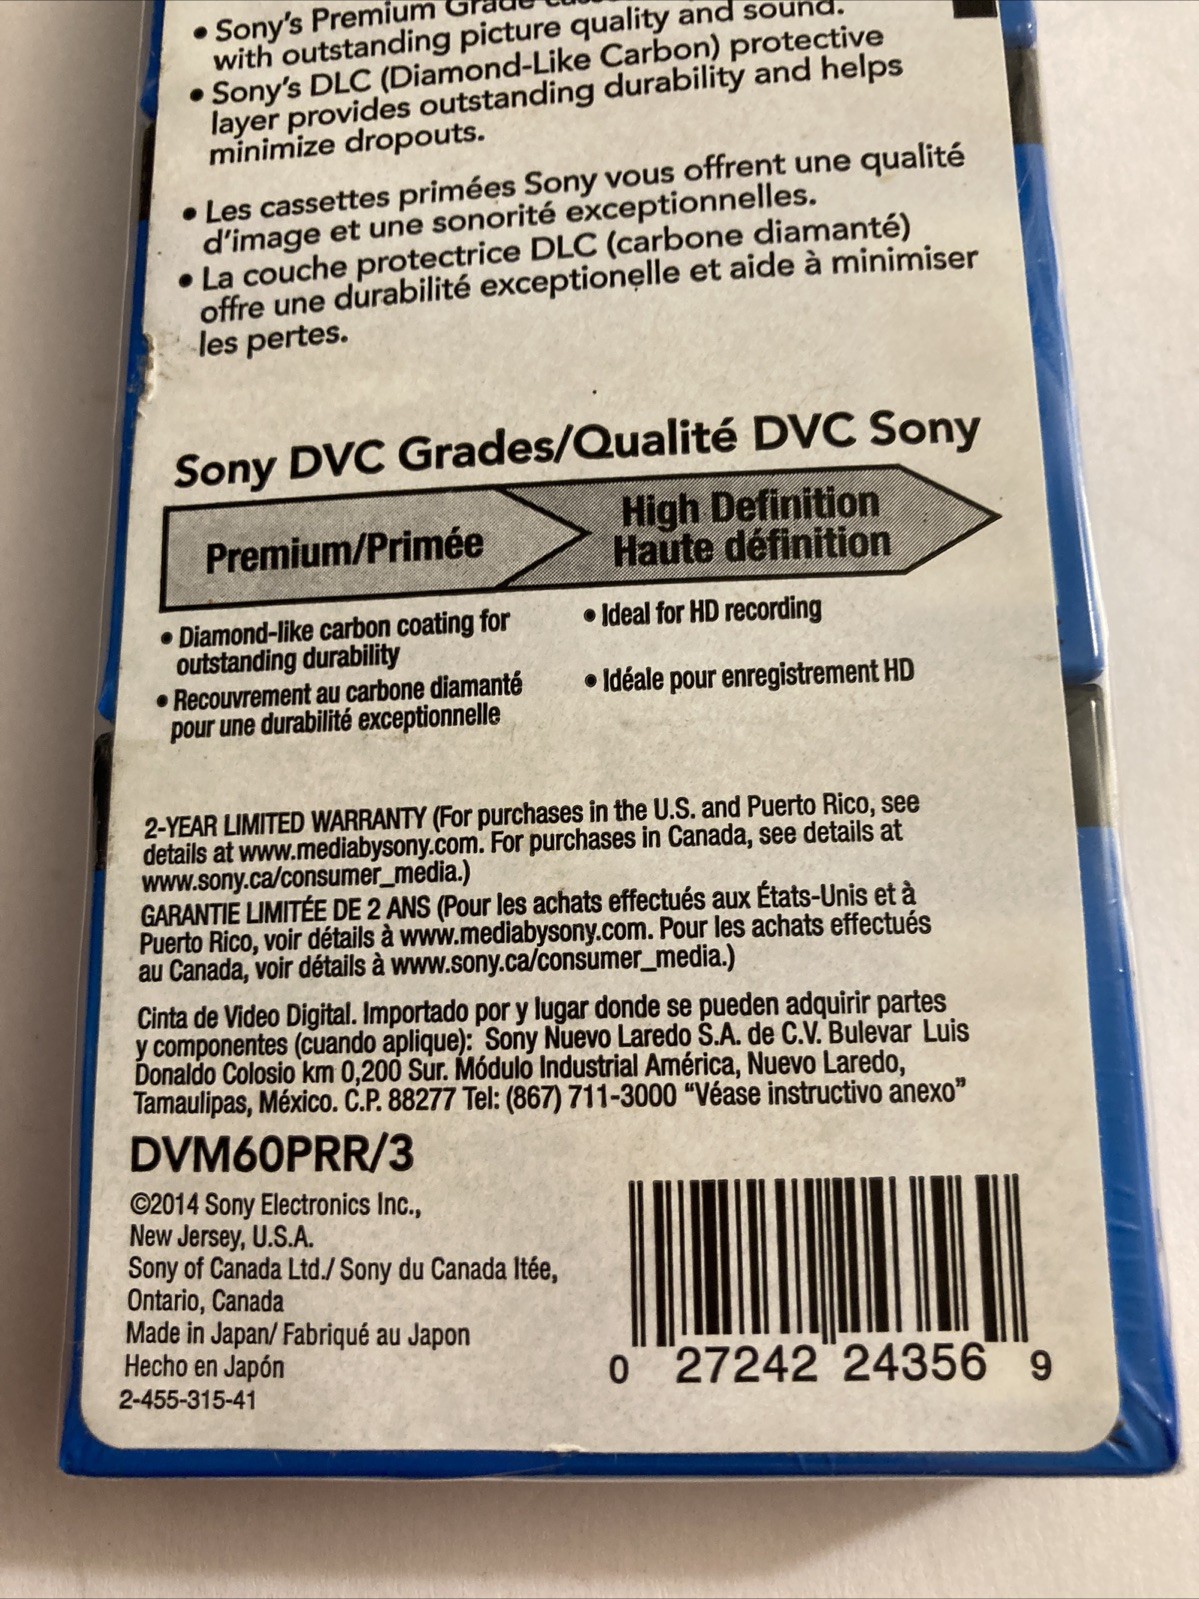 • Sony's Premium Grade
with outstanding picture quality and sound.
• Sony's DLC (Diamond-Like Carbon) protective
layer provides outstanding durability and helps
minimize dropouts.
• Les cassettes primées Sony vous offrent une qualité
d'image et une sonorité exceptionnelles.
• La couche protectrice DLC (carbone diamanté)
offre une durabilité exceptionelle et aide à minimiser
les pertes.
Sony DVC Grades/Qualité DVC Sony
Premium/Primée
High Definition
Haute définition
• Diamond-like carbon coating for
outstanding durability
• Recouvrement au carbone diamanté
pour une durabilité exceptionnelle
• Ideal for HD recording
• Idéale pour enregistrement HD
2-YEAR LIMITED WARRANTY (For purchases in the U.S. and Puerto Rico, see
details at www.mediabysony.com. For purchases in Canada, see details at
www.sony.ca/consumer_media.)
GARANTIE LIMITÉE DE 2 ANS (Pour les achats effectués aux États-Unis et à
Puerto Rico, voir détails à www.mediabysony.com. Pour les achats effectués
au Canada, voir détails à www.sony.ca/consumer_media.)
Cinta de Video Digital. Importado por y lugar donde se pueden adquirir partes
y componentes (cuando aplique): Sony Nuevo Laredo S.A. de C.V. Bulevar Luis
Donaldo Colosio km 0,200 Sur. Módulo Industrial América, Nuevo Laredo,
Tamaulipas, México. C.P. 88277 Tel: (867) 711-3000 "Véase instructivo anexo"
DVM60PRR/3
©2014 Sony Electronics Inc.,
New Jersey, U.S.A.
Sony of Canada Ltd./ Sony du Canada ltée,
Ontario, Canada
Made in Japan/ Fabriqué au Japon
Hecho en Japón
2-455-315-41
0 27242 24356 9